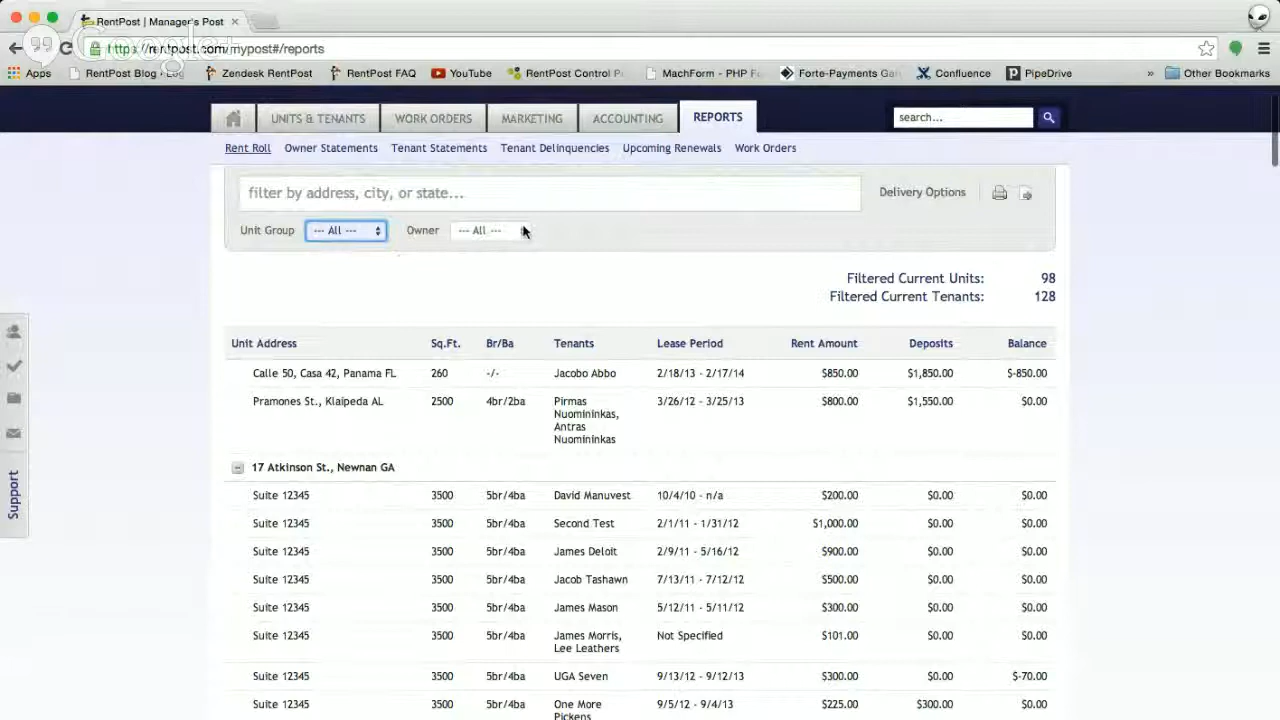 RentPost | Manager's Post
Google+
https://rentpost.com/mypost#/reports
Apps RentPost Blog Zendesk RentPost RentPost FAQ YouTube RentPost Control MachForm - PHP Forte-Payments Confluence PipeDrive » Other Bookmarks
UNITS & TENANTS WORK ORDERS MARKETING ACCOUNTING REPORTS search...
Rent Roll Owner Statements Tenant Statements Tenant Delinquencies Upcoming Renewals Work Orders
filter by address, city, or state... Delivery Options
Unit Group --- All --- Owner --- All ---
Filtered Current Units: 98
Filtered Current Tenants: 128
Unit Address Sq.Ft. Br/Ba Tenants Lease Period Rent Amount Deposits Balance
Calle 50, Casa 42, Panama FL 260 -/- Jacobo Abbo 2/18/13 - 2/17/14 $850.00 $1,850.00 $-850.00
Pramones St., Klaipeda AL 2500 4br/2ba Pirmas 3/26/12 - 3/25/13 $800.00 $1,550.00 $0.00
Nuomininkas,
Antras
Nuomininkas
17 Atkinson St., Newnan GA
Suite 12345 3500 5br/4ba David Manuvest 10/4/10 - n/a $200.00 $0.00 $0.00
Suite 12345 3500 5br/4ba Second Test 2/1/11 - 1/31/12 $1,000.00 $0.00 $0.00
Suite 12345 3500 5br/4ba James Deloit 2/9/11 - 5/16/12 $900.00 $0.00 $0.00
Suite 12345 3500 5br/4ba Jacob Tashawn 7/13/11 - 7/12/12 $500.00 $0.00 $0.00
Suite 12345 3500 5br/4ba James Mason 5/12/11 - 5/11/12 $300.00 $0.00 $0.00
Suite 12345 3500 5br/4ba James Morris, Not Specified $101.00 $0.00 $0.00
Lee Leathers
Suite 12345 3500 5br/4ba UGA Seven 9/13/12 - 9/12/13 $300.00 $0.00 $-70.00
Suite 12345 3500 5br/4ba One More 9/5/12 - 9/4/13 $225.00 $300.00 $0.00
Pickens
Support